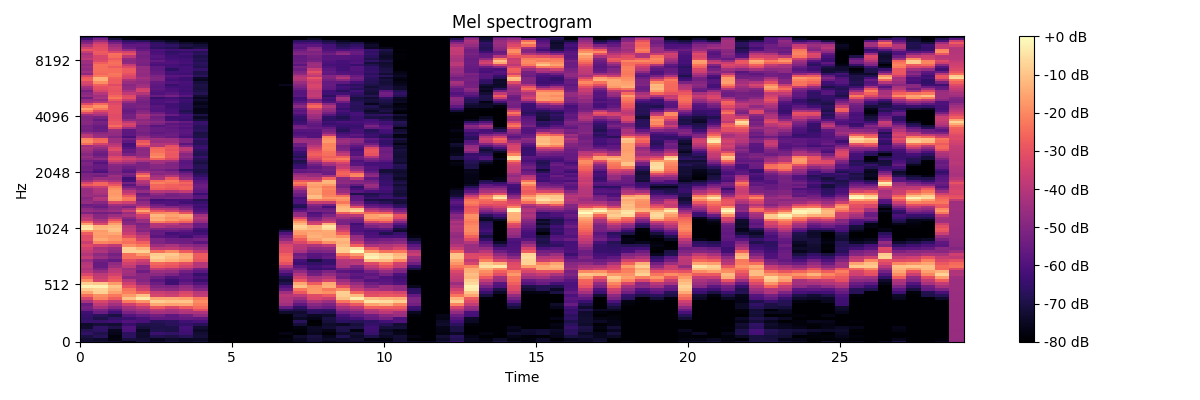 Mel spectrogram
Hz
8192
4096
2048
1024
512
0
0 5 10 15 20 25
Time
+0 dB
-10 dB
-20 dB
-30 dB
-40 dB
-50 dB
-60 dB
-70 dB
-80 dB